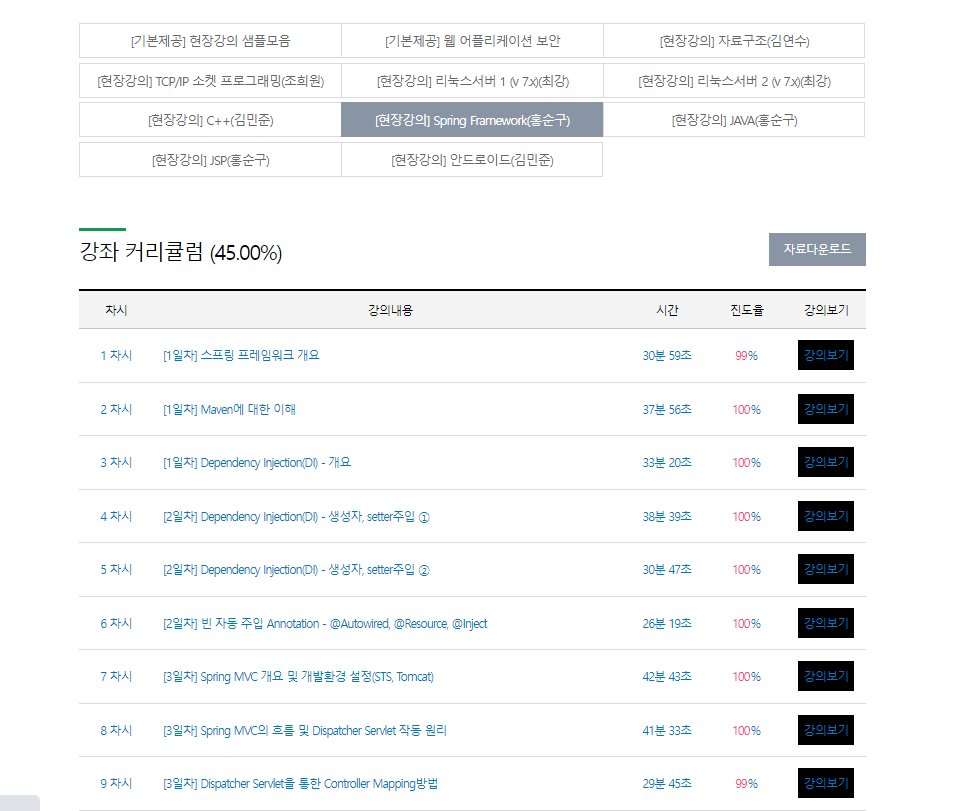 [기본제공] 현장강의 샘플모음 [기본제공] 웹 어플리케이션 보안 [현장강의] 자료구조(김연수)
[현장강의] TCP/IP 소켓 프로그래밍(조희원) [현장강의] 리눅스서버 1 (v 7.x)(최강) [현장강의] 리눅스서버 2 (v 7.x)(최강)
[현장강의] C++(김민준) [현장강의] Spring Framework(홍순구) [현장강의] JAVA(홍순구)
[현장강의] JSP(홍순구) [현장강의] 안드로이드(김민준)
강좌 커리큘럼 (45.00%) 자료다운로드
차시 강의내용 시간 진도율 강의보기
1 차시 [1일차] 스프링 프레임워크 개요 30분 59초 99% 강의보기
2 차시 [1일차] Maven에 대한 이해 37분 56초 100% 강의보기
3 차시 [1일차] Dependency Injection(DI) - 개요 33분 20초 100% 강의보기
4 차시 [2일차] Dependency Injection(DI) - 생성자, setter주입 ① 38분 39초 100% 강의보기
5 차시 [2일차] Dependency Injection(DI) - 생성자, setter주입 ② 30분 47초 100% 강의보기
6 차시 [2일차] 빈 자동 주입 Annotation - @Autowired, @Resource, @Inject 26분 19초 100% 강의보기
7 차시 [3일차] Spring MVC 개요 및 개발환경 설정(STS, Tomcat) 42분 43초 100% 강의보기
8 차시 [3일차] Spring MVC의 흐름 및 Dispatcher Servlet 작동 원리 41분 33초 100% 강의보기
9 차시 [3일차] Dispatcher Servlet을 통한 Controller Mapping방법 29분 45초 99% 강의보기